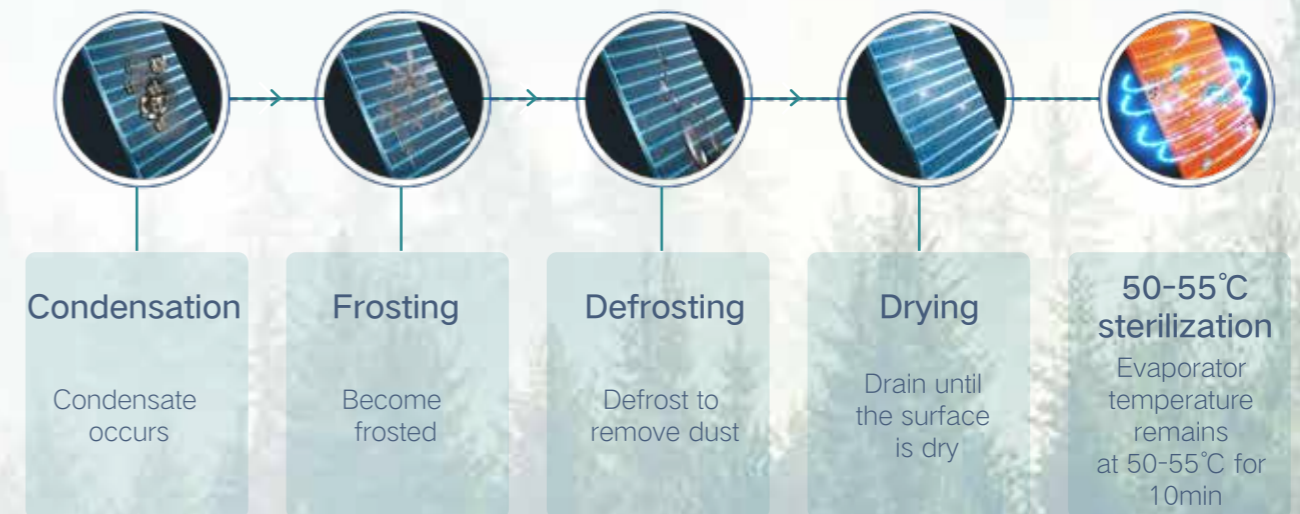 Condensation
Condensate
occurs
Frosting
Become
frosted
Defrosting
Defrost to
remove dust
Drying
Drain until
the surface
is dry
50-55℃
sterilization
Evaporator
temperature
remains
at 50-55℃ for
10min